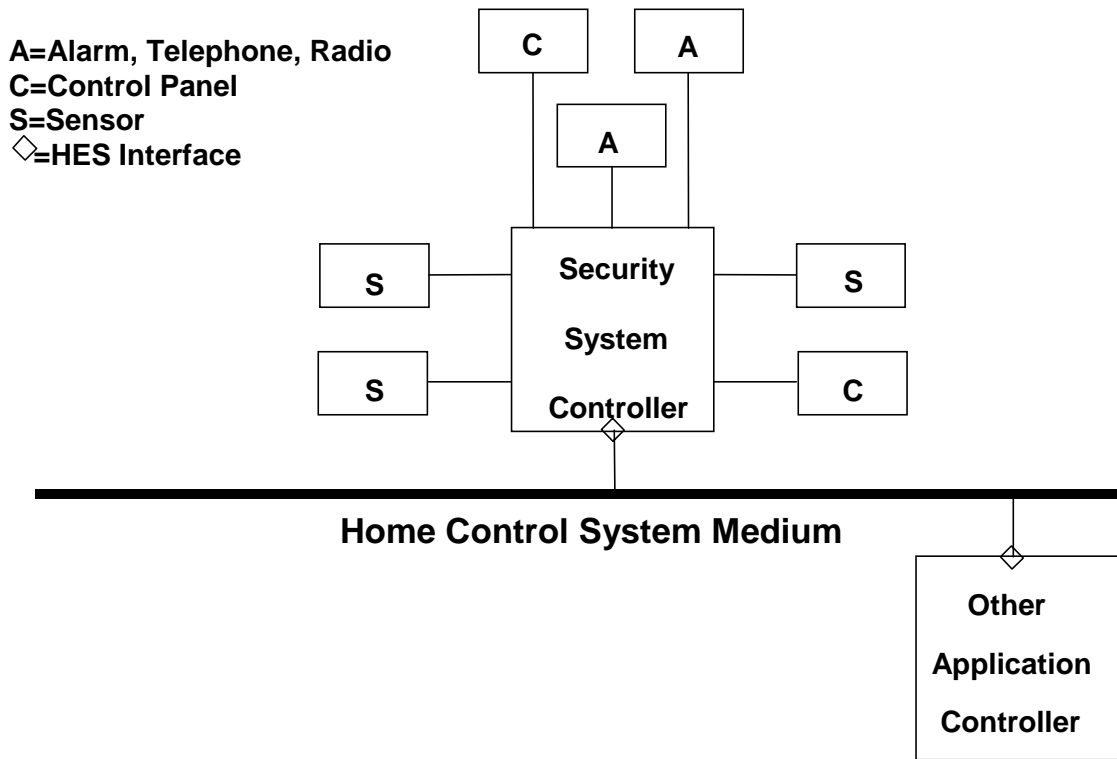 A=Alarm, Telephone, Radio
C=Control Panel
S=Sensor
◇=HES Interface
C
A
A
S
Security
S
System
S
C
Controller
Home Control System Medium
Other
Application
Controller